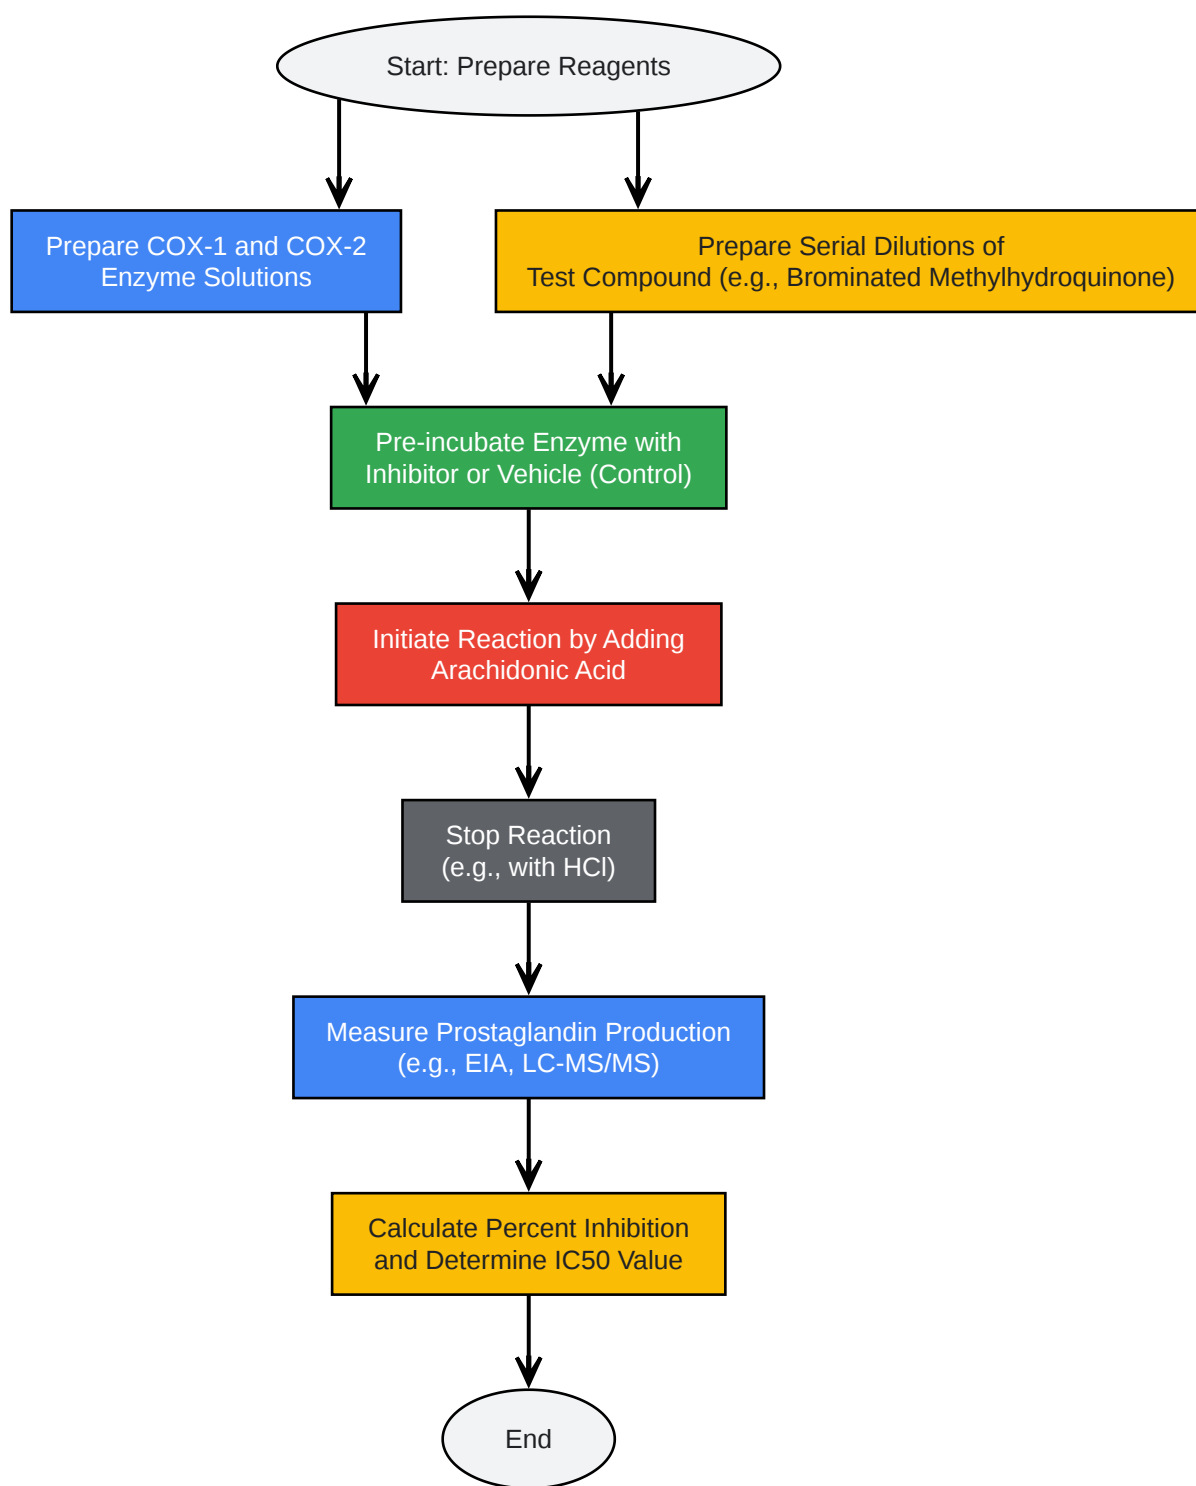 Start: Prepare Reagents
Prepare COX-1 and COX-2
Enzyme Solutions
Prepare Serial Dilutions of
Test Compound (e.g., Brominated Methylhydroquinone)
Pre-incubate Enzyme with
Inhibitor or Vehicle (Control)
Initiate Reaction by Adding
Arachidonic Acid
Stop Reaction
(e.g., with HCl)
Measure Prostaglandin Production
(e.g., EIA, LC-MS/MS)
Calculate Percent Inhibition
and Determine IC50 Value
End